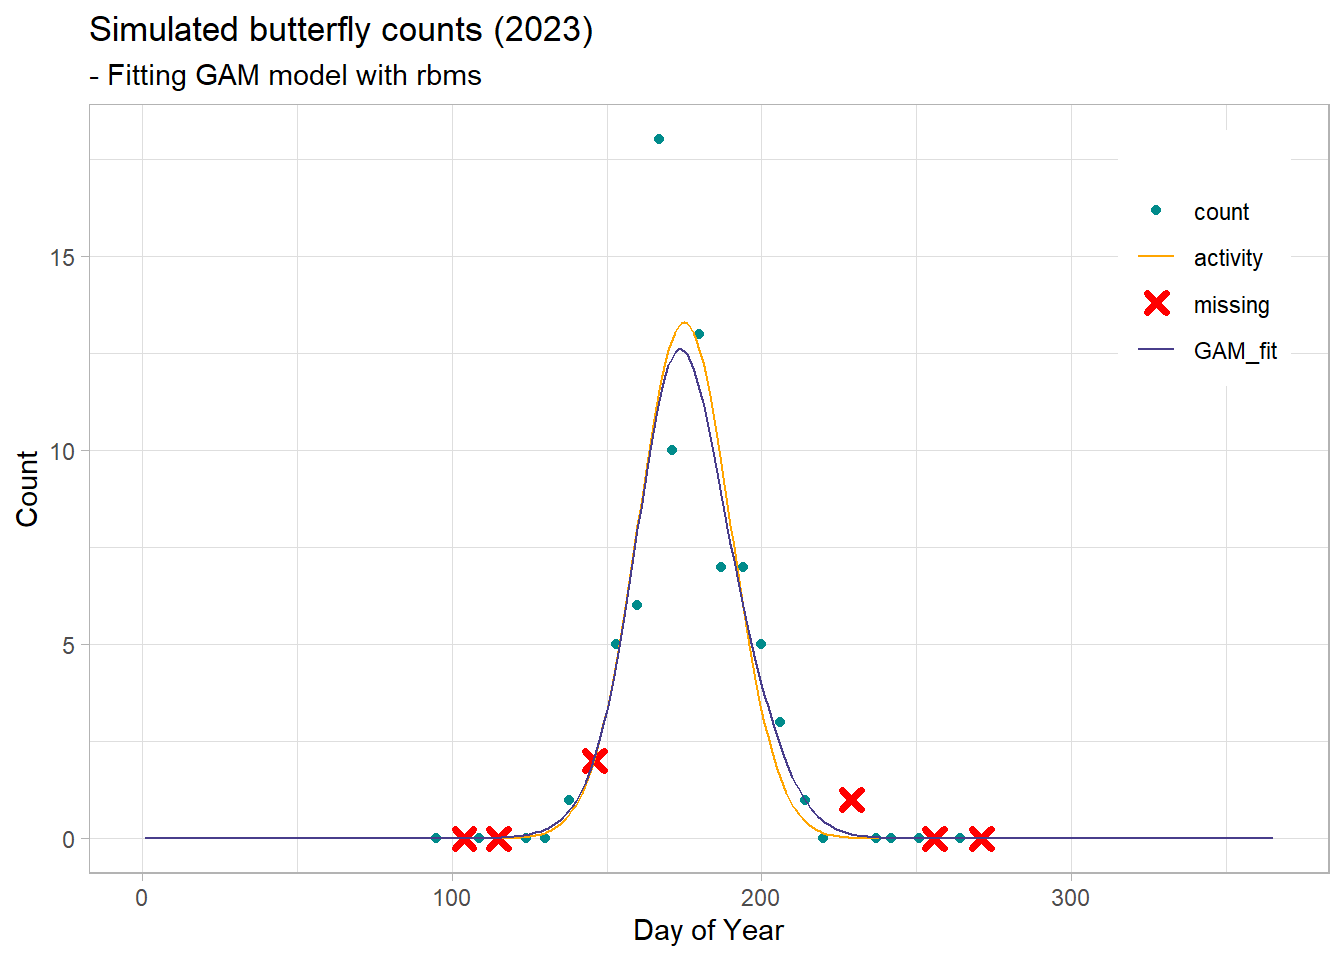 Simulated butterfly counts (2023)
- Fitting GAM model with rbms
count
activity
missing
GAM_fit
15
10
5
0
Count
0 100 200 300
Day of Year